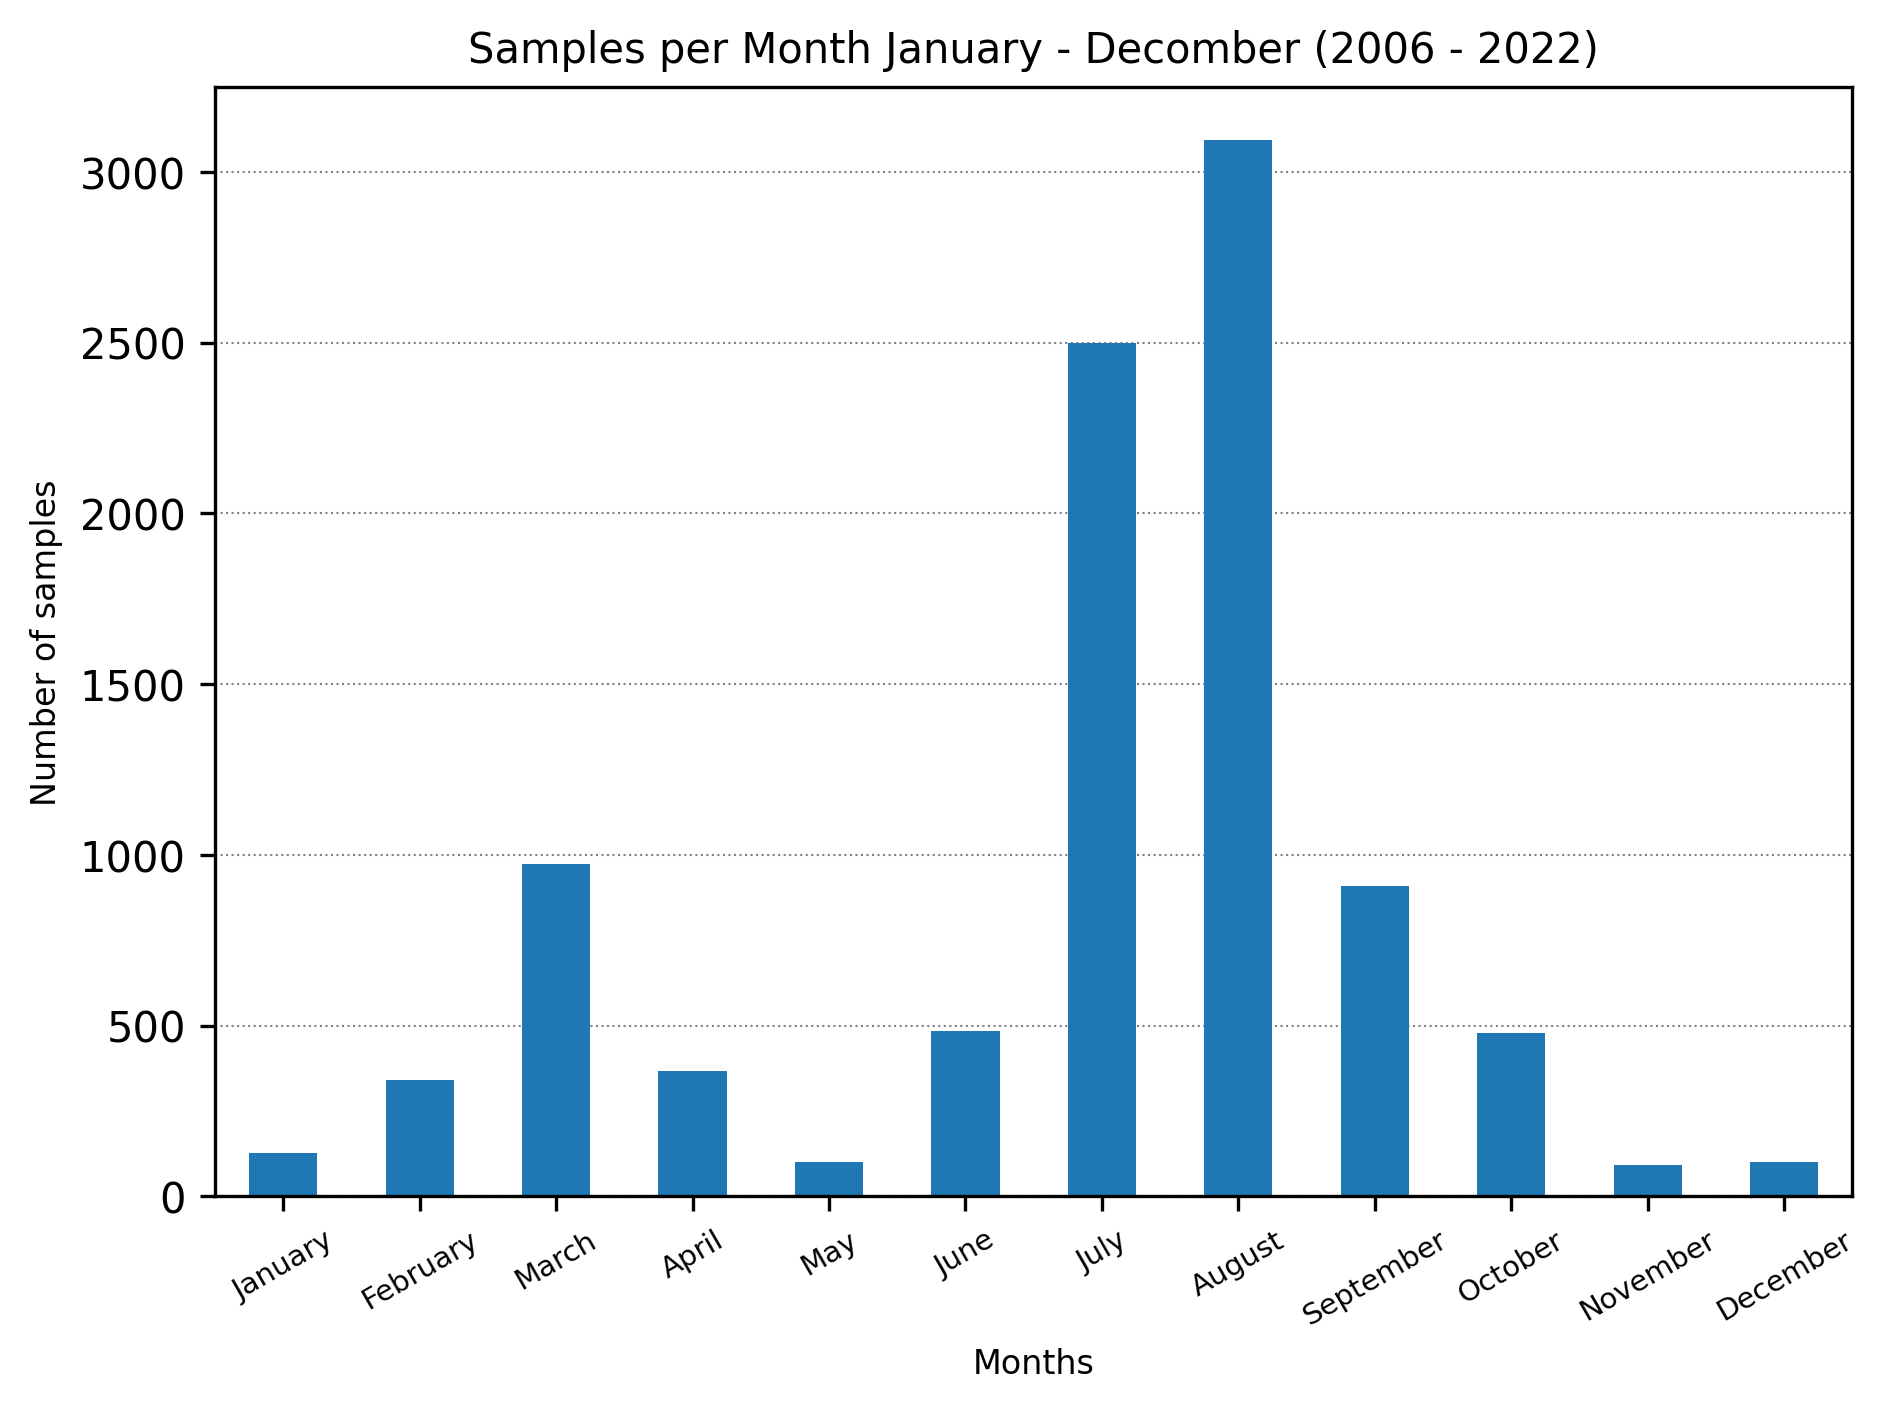 Samples per Month January - Decomber (2006 - 2022)
3000
2500
2000
1500
1000
500
0
Number of samples
January
February
March
April
May
June
July
August
September
October
November
December
Months